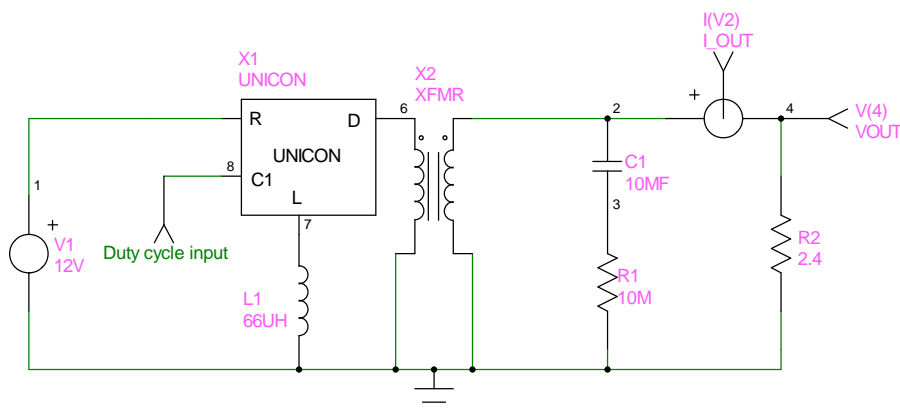 I(V2)
I_OUT
X1
UNICON
X2
XFMR
R
D
6
2
+
4
V(4)
VOUT
UNICON
8
C1
C1
10MF
1
L
7
3
+
V1
12V
Duty cycle input
R2
2.4
L1
66UH
R1
10M